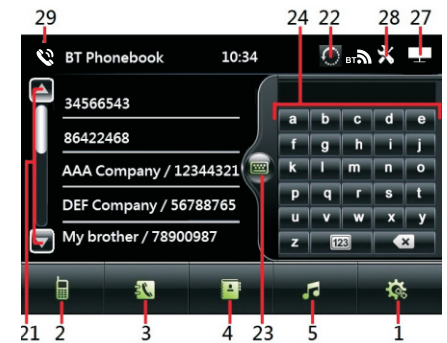 29 24 22 28 27
BT Phonebook 10:34 BT
34566543
86422468
AAA Company / 12344321
DEF Company / 56788765
My brother / 78900987
a b c d e
f g h i j
k l m n o
p q r s t
u v w x y
z 123
21 2 3 4 23 5 1